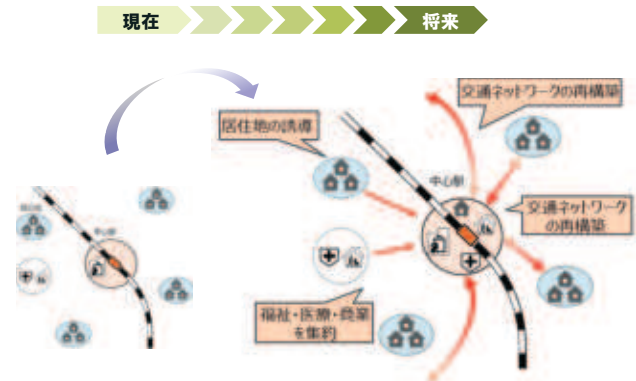 現在
将来
交通ネットワークの再構築
居住地の誘導
中心駅
交通ネットワーク
の再構築
福祉・医療・商業
を集約